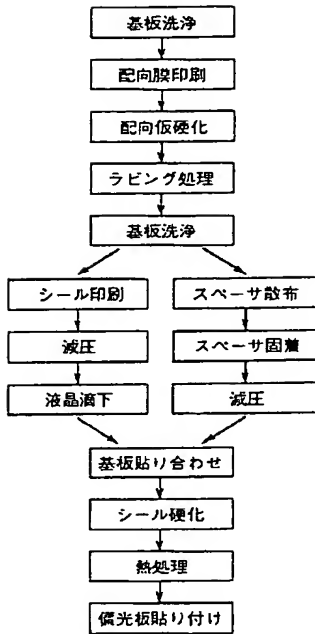 基板洗浄
配向膜印刷
配向仮硬化
ラビング処理
基板洗浄
シール印刷
減圧
液晶滴下
スペーサ散布
スペーサ固着
減圧
基板貼り合わせ
シール硬化
熱処理
偏光板貼り付け